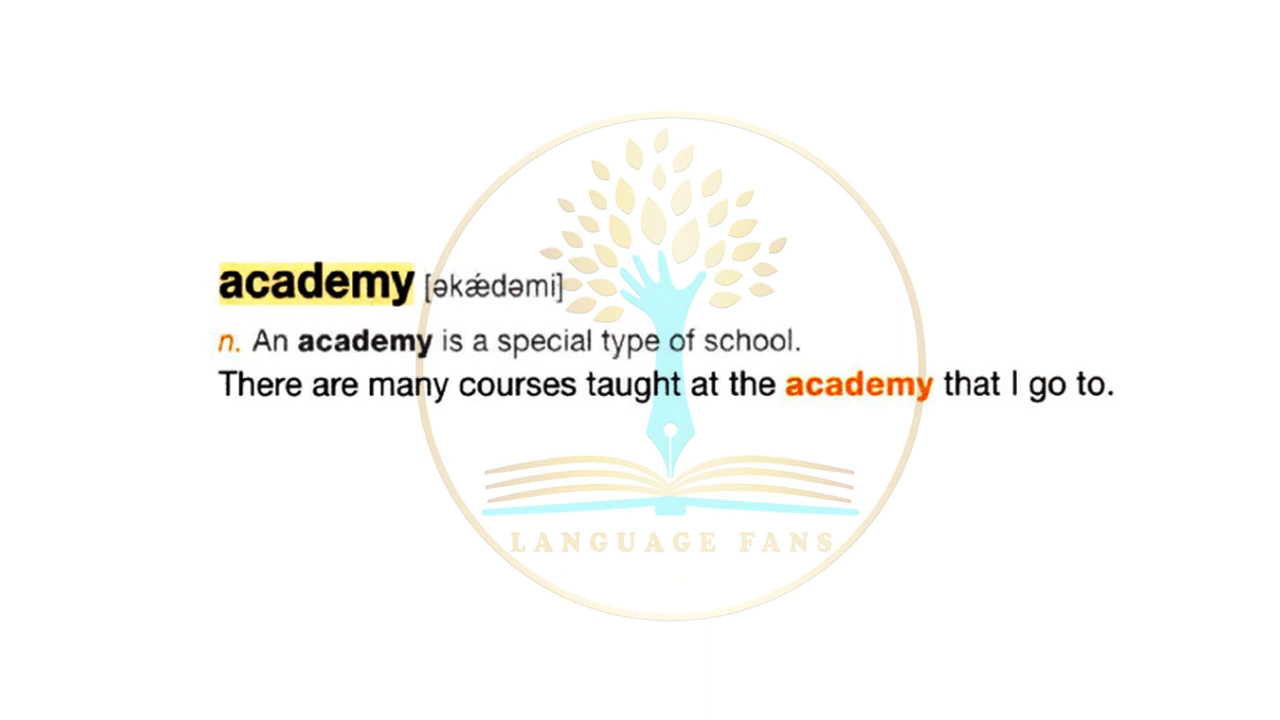 academy [əkǽdəmi]
n. An academy is a special type of school.
There are many courses taught at the academy that I go to.
LANGUAGE FANS